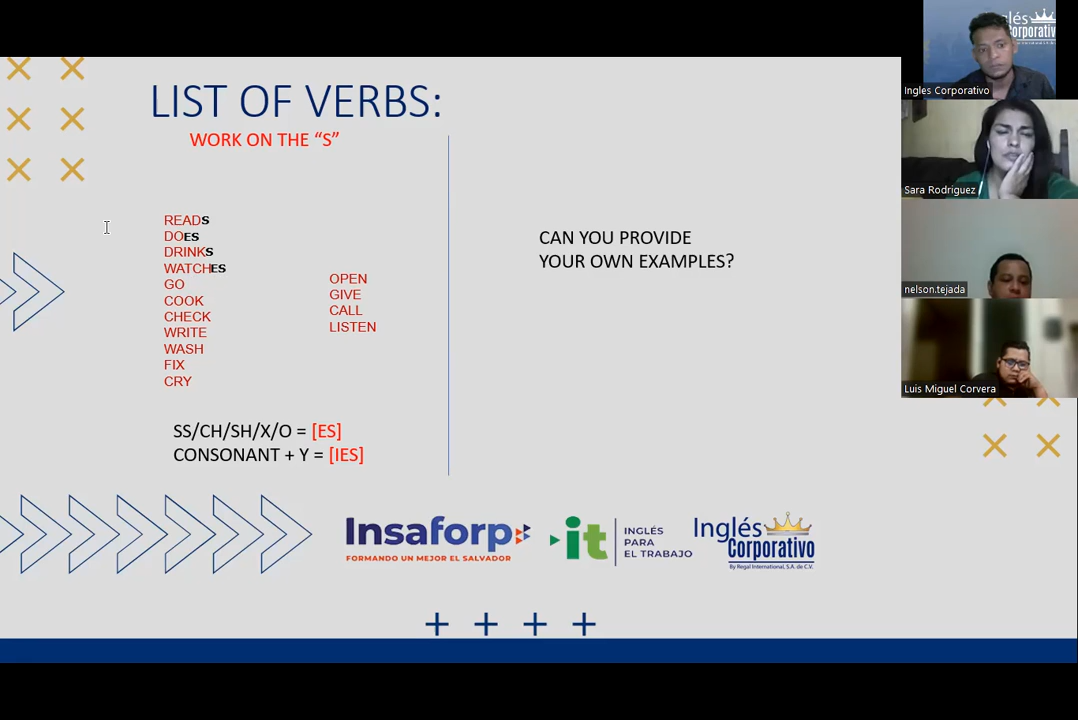 LIST OF VERBS:
WORK ON THE “S”
READS
DOES
DRINKS
WATCHES
GO
COOK
CHECK
WRITE
WASH
FIX
CRY
OPEN
GIVE
CALL
LISTEN
SS/CH/SH/X/O = [ES]
CONSONANT + Y = [IES]
CAN YOU PROVIDE
YOUR OWN EXAMPLES?
Insaforp
FORMANDO UN MEJOR EL SALVADOR
it
INGLÉS
PARA
EL TRABAJO
Inglés
Corporativo
By Regal International, S.A. de C.V.
glés
Corporativ
Ingles Corporativo
Sara Rodríguez
nelson.tejada
Luis Miguel Corvera